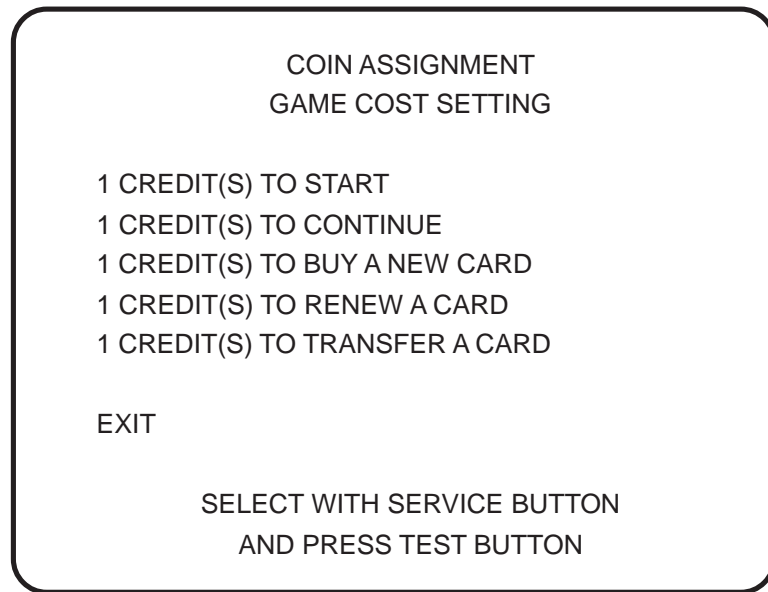 COIN ASSIGNMENT
GAME COST SETTING
1 CREDIT(S) TO START
1 CREDIT(S) TO CONTINUE
1 CREDIT(S) TO BUY A NEW CARD
1 CREDIT(S) TO RENEW A CARD
1 CREDIT(S) TO TRANSFER A CARD
EXIT
SELECT WITH SERVICE BUTTON
AND PRESS TEST BUTTON